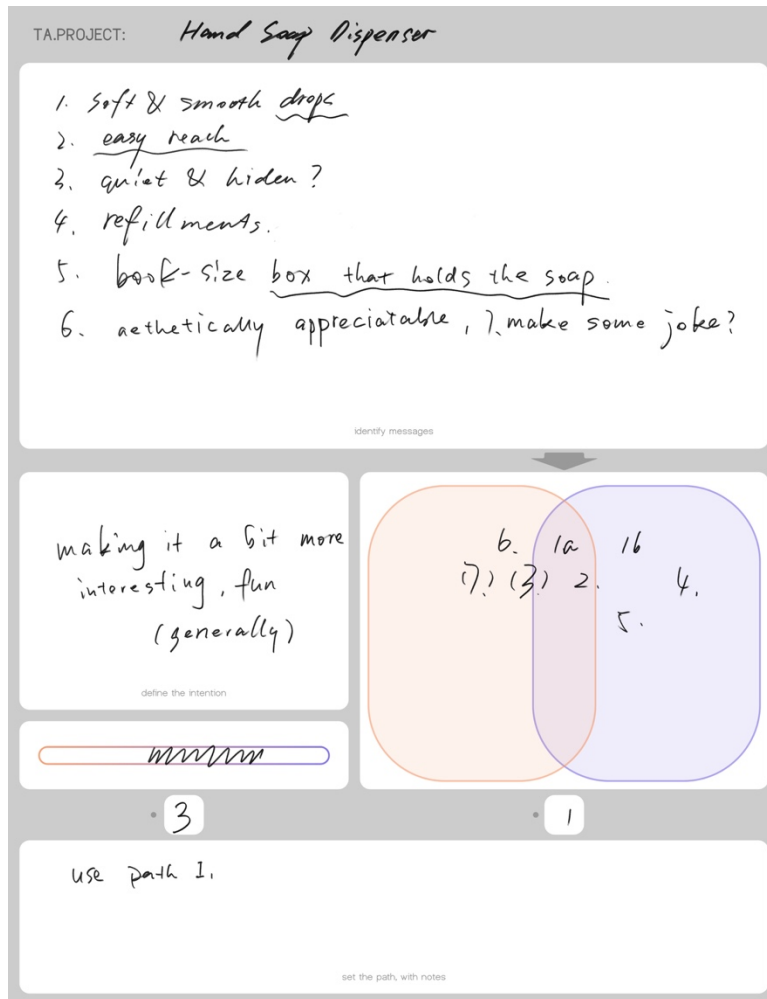 TA.PROJECT: Hand Soap Dispenser
1. soft & smooth drops
2. easy reach
3. quiet & hiden?
4. refillments.
5. book-size box that holds the soap.
6. aethetically appreciatable, 7. make some joke?
identify messages
making it a bit more
interesting, fun
(generally)
define the intention
6. 1a 1b
(7.) (3.) 2. 4.
5.
3
1
use path I.
set the path, with notes